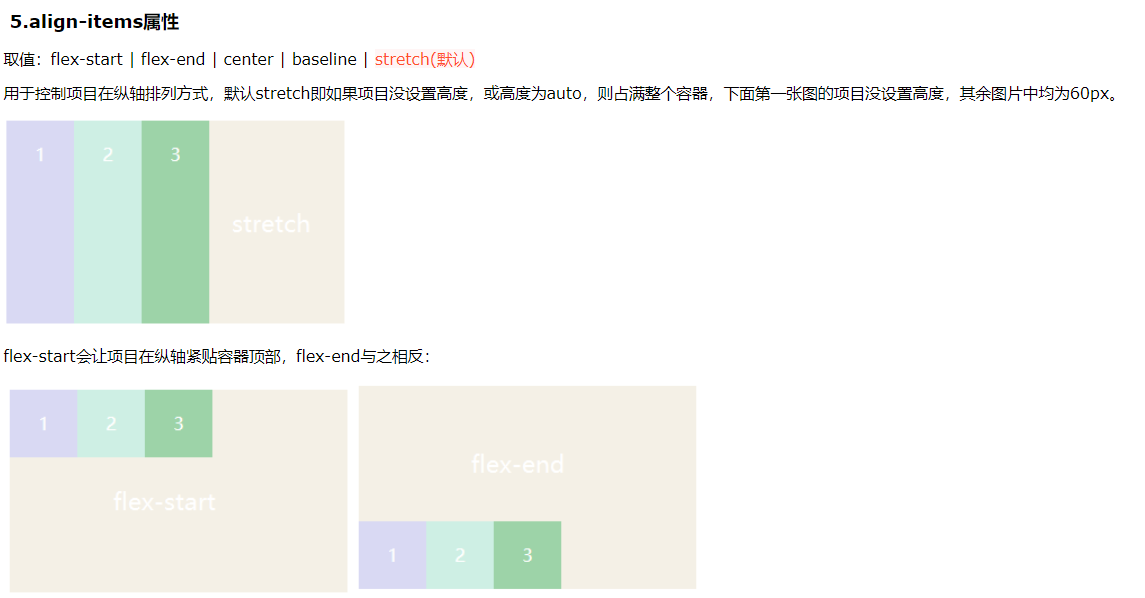 5.align-items属性
取值：flex-start | flex-end | center | baseline | stretch(默认)
用于控制项目在纵轴排列方式，默认stretch即如果项目没设置高度，或高度为auto，则占满整个容器，下面第一张图的项目没设置高度，其余图片中均为60px。
1 2 3
stretch
flex-start会让项目在纵轴紧贴容器顶部，flex-end与之相反：
1 2 3
flex-start
flex-end
1 2 3